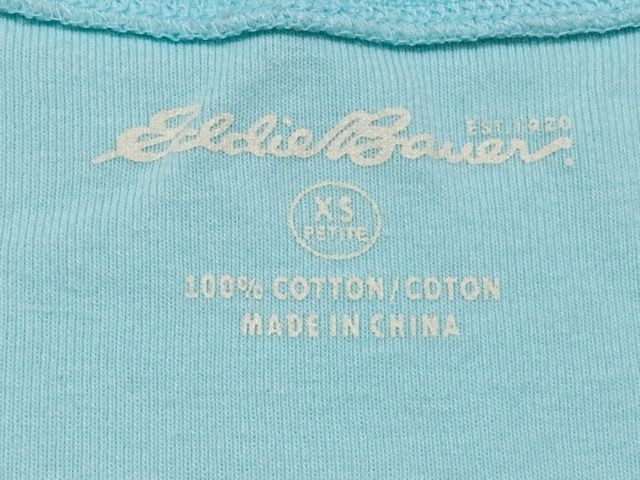 EST. 1920
Eddie Bauer
XS
PETITE
100% COTTON/COTON
MADE IN CHINA